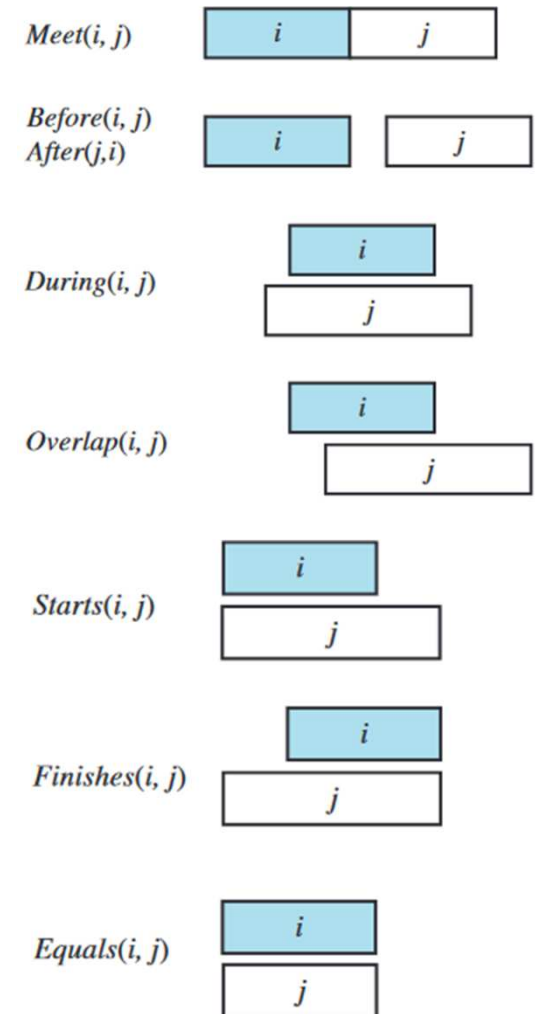 Meet(i, j)
i
j
Before(i, j)
After(j,i)
i
j
During(i, j)
i
j
Overlap(i, j)
i
j
Starts(i, j)
i
j
Finishes(i, j)
i
j
Equals(i, j)
i
j